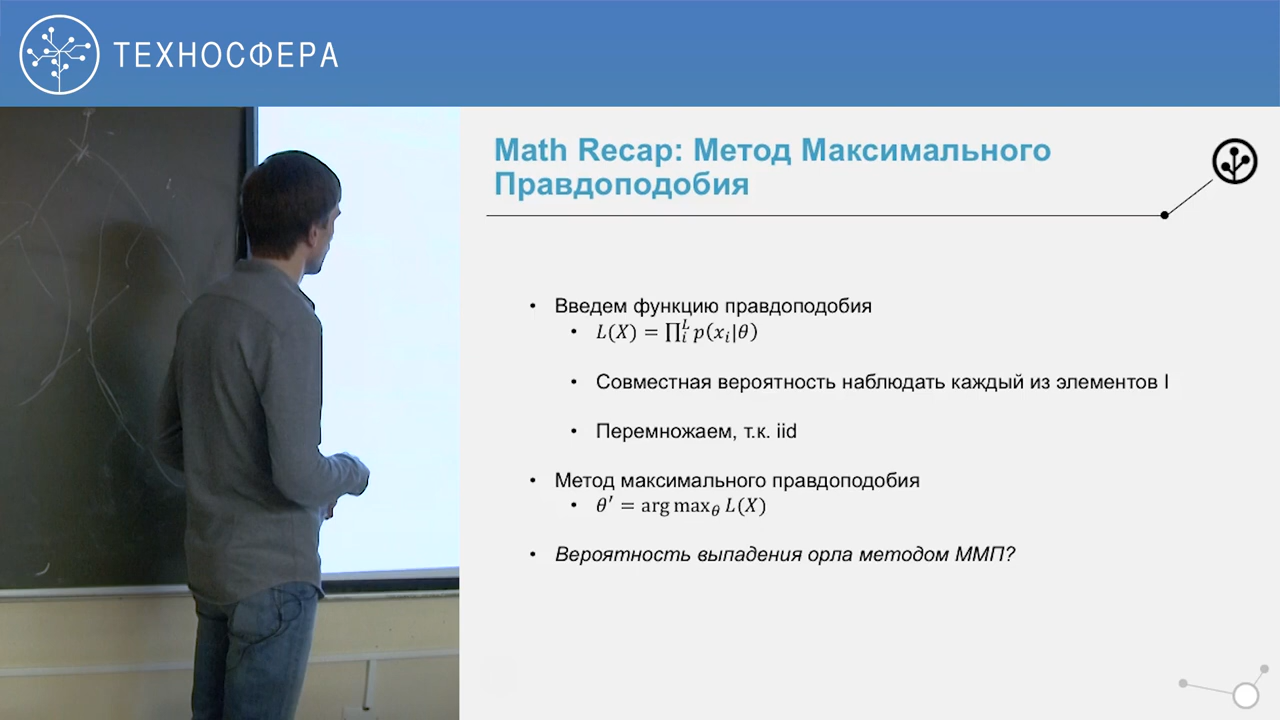 ТЕХНОСФЕРА
Math Recap: Метод Максимального
Правдоподобия
• Введем функцию правдоподобия
• L(X) = ∏ᵢᴸ p(xᵢ|θ)
• Совместная вероятность наблюдать каждый из элементов l
• Перемножаем, т.к. iid
• Метод максимального правдоподобия
• θ′ = arg max_θ L(X)
• Вероятность выпадения орла методом ММП?